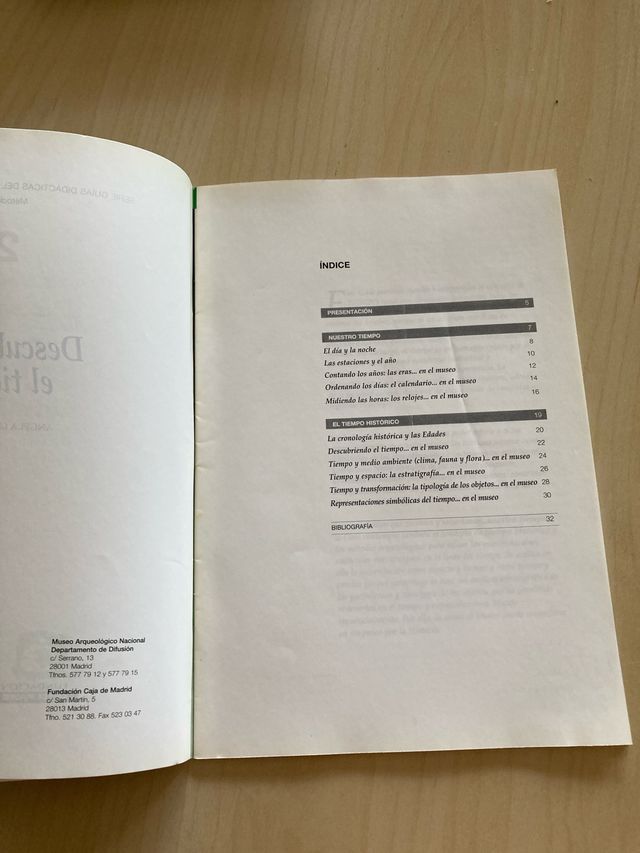 Museo Arqueológico Nacional
Departamento de Difusión
c/ Serrano, 13
28001 Madrid
Tfnos. 577 79 12 y 577 79 15
Fundación Caja de Madrid
c/ San Martín, 5
28013 Madrid
Tfno. 521 30 88. Fax 523 03 47
ÍNDICE
PRESENTACIÓN 5
NUESTRO TIEMPO 7
El día y la noche 8
Las estaciones y el año 10
Contando los años: las eras... en el museo 12
Ordenando los días: el calendario... en el museo 14
Midiendo las horas: los relojes... en el museo 16
EL TIEMPO HISTÓRICO 19
La cronología histórica y las Edades 20
Descubriendo el tiempo... en el museo 22
Tiempo y medio ambiente (clima, fauna y flora)... en el museo 24
Tiempo y espacio: la estratigrafía... en el museo 26
Tiempo y transformación: la tipología de los objetos... en el museo 28
Representaciones simbólicas del tiempo... en el museo 30
BIBLIOGRAFÍA 32